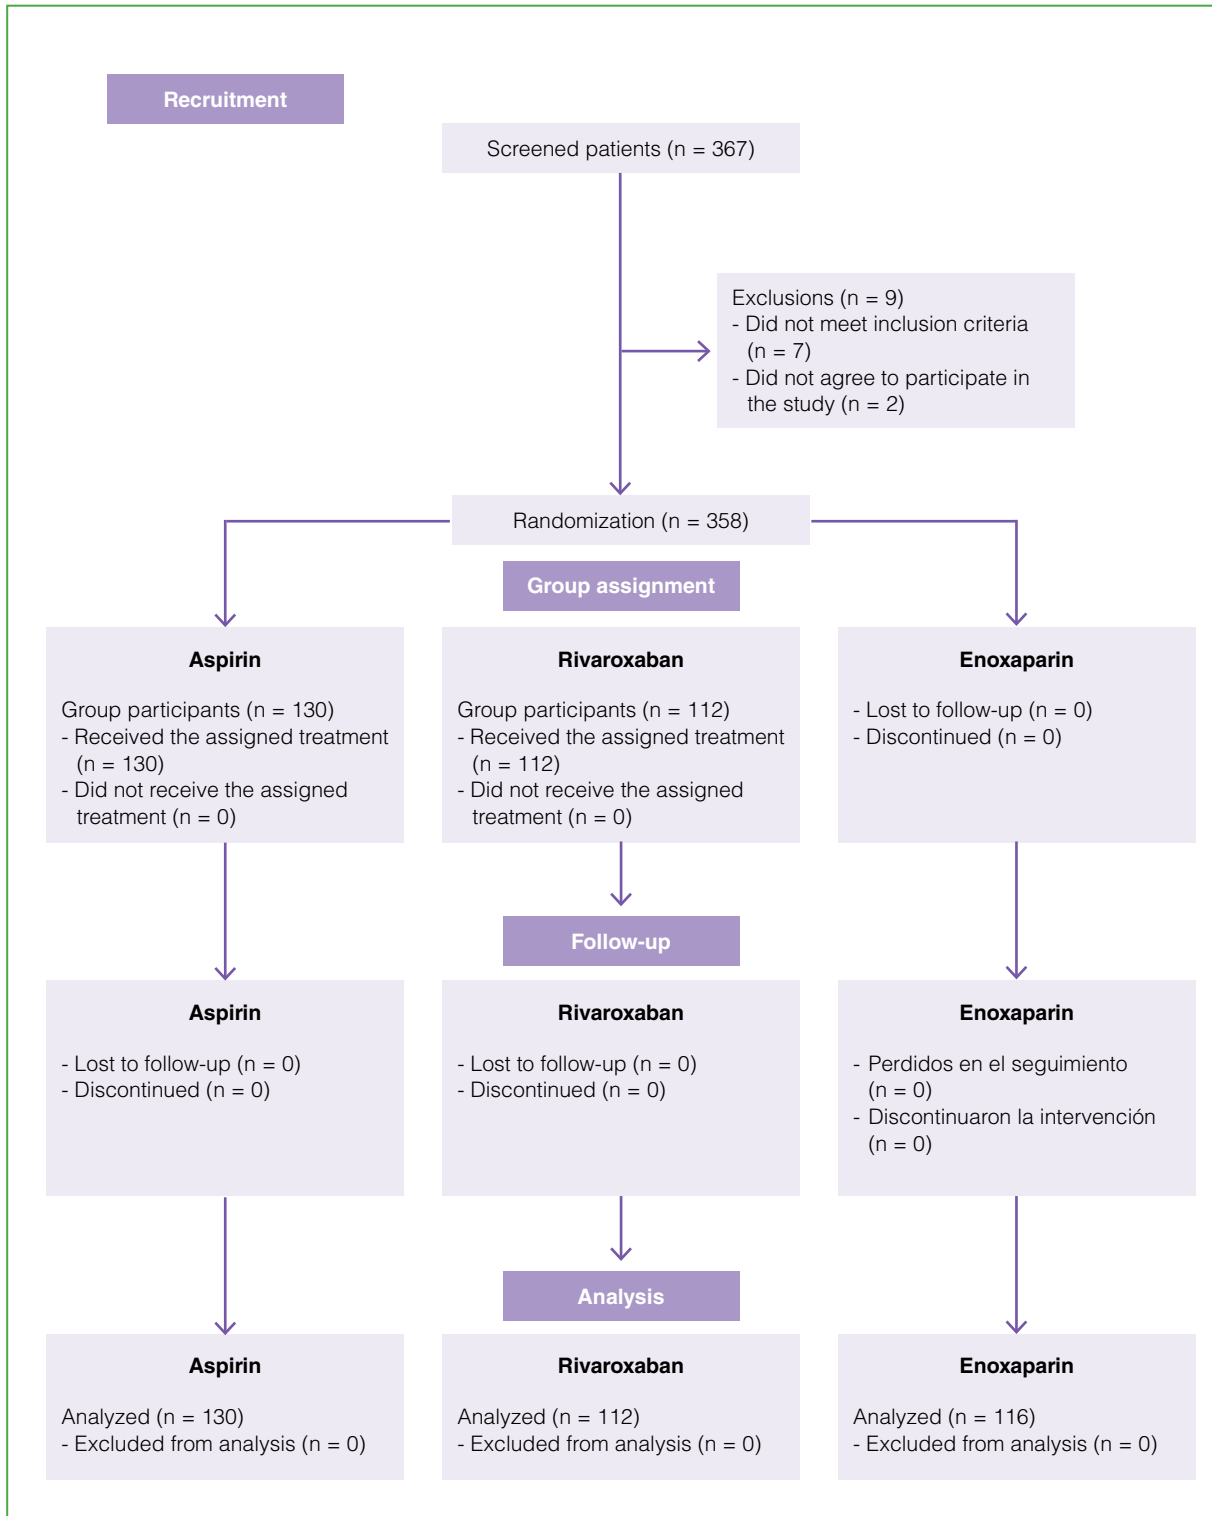 Recruitment
Screened patients (n = 367)
Exclusions (n = 9)
- Did not meet inclusion criteria
(n = 7)
- Did not agree to participate in
the study (n = 2)
Randomization (n = 358)
Group assignment
Aspirin
Group participants (n = 130)
- Received the assigned treatment
(n = 130)
- Did not receive the assigned
treatment (n = 0)
Rivaroxaban
Group participants (n = 112)
- Received the assigned treatment
(n = 112)
- Did not receive the assigned
treatment (n = 0)
Enoxaparin
- Lost to follow-up (n = 0)
- Discontinued (n = 0)
Follow-up
Aspirin
- Lost to follow-up (n = 0)
- Discontinued (n = 0)
Rivaroxaban
- Lost to follow-up (n = 0)
- Discontinued (n = 0)
Enoxaparin
- Perdidos en el seguimiento
(n = 0)
- Discontinuaron la intervención
(n = 0)
Analysis
Aspirin
Analyzed (n = 130)
- Excluded from analysis (n = 0)
Rivaroxaban
Analyzed (n = 112)
- Excluded from analysis (n = 0)
Enoxaparin
Analyzed (n = 116)
- Excluded from analysis (n = 0)